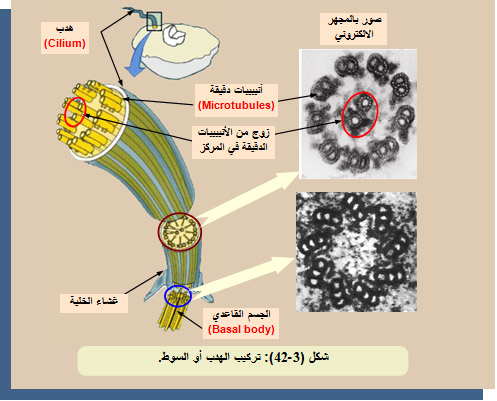 هدب
(Cilium)
صور بالمجهر
الالكتروني
أنيبيبات دقيقة
(Microtubules)
زوج من الأنيبيبات
الدقيقة في المركز
غشاء الخلية
الجسم القاعدي
(Basal body)
شكل (3-42): تركيب الهدب أو السوط.